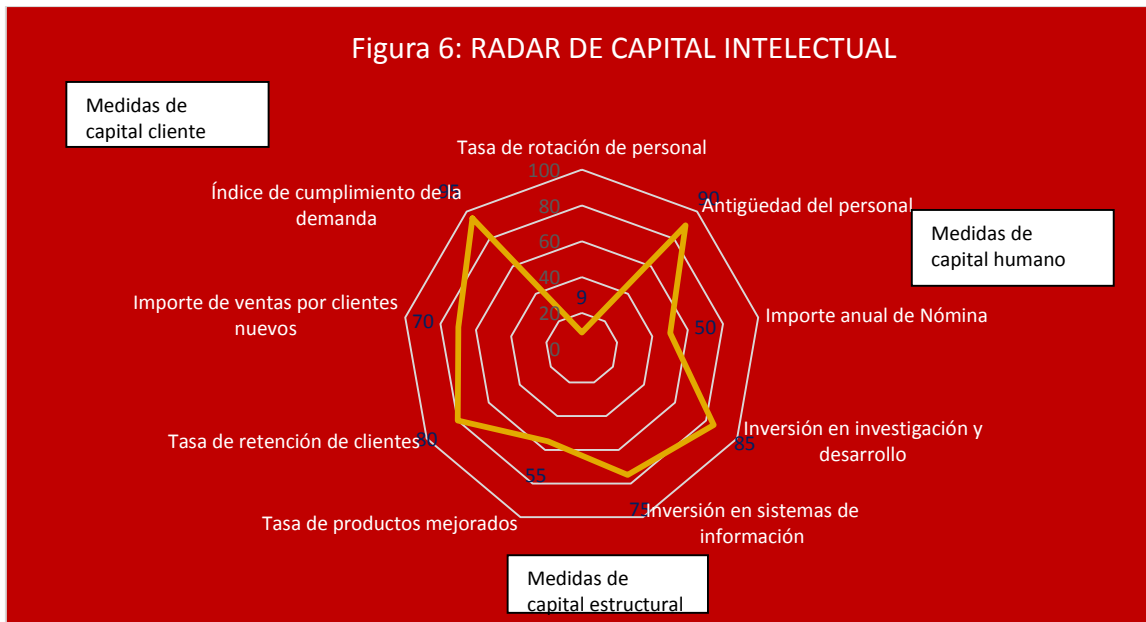 Figura 6: RADAR DE CAPITAL INTELECTUAL
Medidas de
capital cliente
Tasa de rotación de personal
100
80
60
40
20
0
9
Índice de cumplimiento de la
demanda
95
90
Antigüedad del personal
Medidas de
capital humano
Importe de ventas por clientes
nuevos
70
50
Importe anual de Nómina
Tasa de retención de clientes
80
85
Inversión en investigación y
desarrollo
55
75
Tasa de productos mejorados
Inversión en sistemas de
información
Medidas de
capital estructural